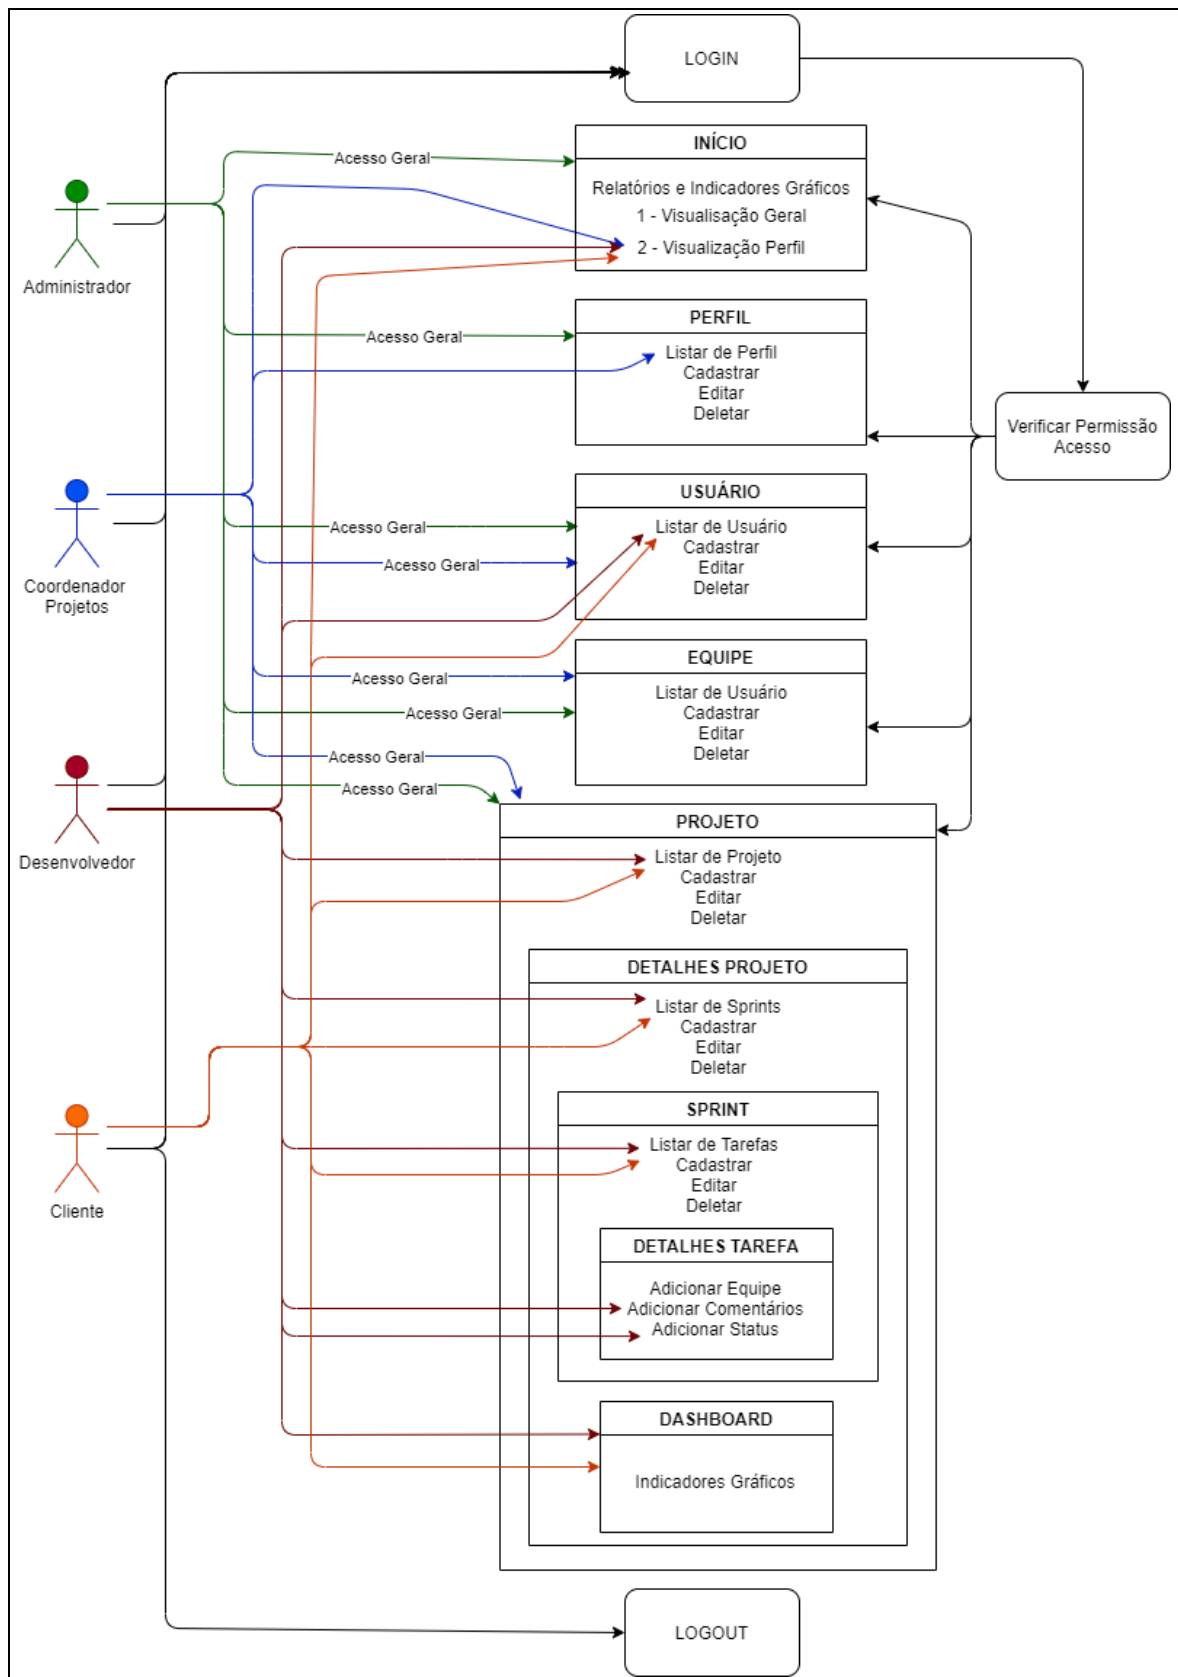 LOGIN
INÍCIO
Acesso Geral
Relatórios e Indicadores Gráficos
1 - Visualisação Geral
2 - Visualização Perfil
Administrador
PERFIL
Acesso Geral
Listar de Perfil
Cadastrar
Editar
Deletar
Verificar Permissão
Acesso
USUÁRIO
Acesso Geral
Listar de Usuário
Cadastrar
Acesso Geral
Editar
Deletar
Coordenador
Projetos
EQUIPE
Acesso Geral
Listar de Usuário
Cadastrar
Acesso Geral
Editar
Deletar
Acesso Geral
Acesso Geral
PROJETO
Desenvolvedor
Listar de Projeto
Cadastrar
Editar
Deletar
DETALHES PROJETO
Listar de Sprints
Cadastrar
Editar
Deletar
SPRINT
Listar de Tarefas
Cadastrar
Editar
Deletar
Cliente
DETALHES TAREFA
Adicionar Equipe
Adicionar Comentários
Adicionar Status
DASHBOARD
Indicadores Gráficos
LOGOUT